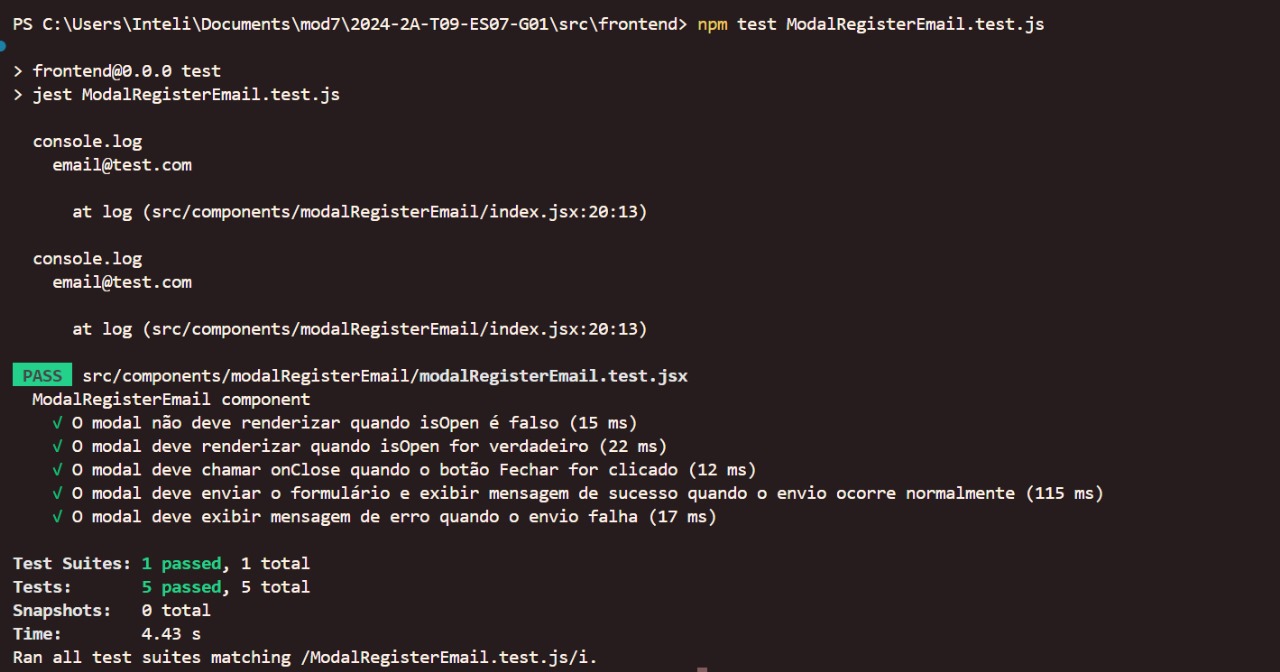 PS C:\Users\Inteli\Documents\mod7\2024-2A-T09-ES07-G01\src\frontend> npm test ModalRegisterEmail.test.js
> frontend@0.0.0 test
> jest ModalRegisterEmail.test.js
console.log
email@test.com
at log (src/components/modalRegisterEmail/index.jsx:20:13)
console.log
email@test.com
at log (src/components/modalRegisterEmail/index.jsx:20:13)
PASS src/components/modalRegisterEmail/modalRegisterEmail.test.jsx
ModalRegisterEmail component
√ O modal não deve renderizar quando isOpen é falso (15 ms)
√ O modal deve renderizar quando isOpen for verdadeiro (22 ms)
√ O modal deve chamar onClose quando o botão Fechar for clicado (12 ms)
√ O modal deve enviar o formulário e exibir mensagem de sucesso quando o envio ocorre normalmente (115 ms)
√ O modal deve exibir mensagem de erro quando o envio falha (17 ms)
Test Suites: 1 passed, 1 total
Tests: 5 passed, 5 total
Snapshots: 0 total
Time: 4.43 s
Ran all test suites matching /ModalRegisterEmail.test.js/i.